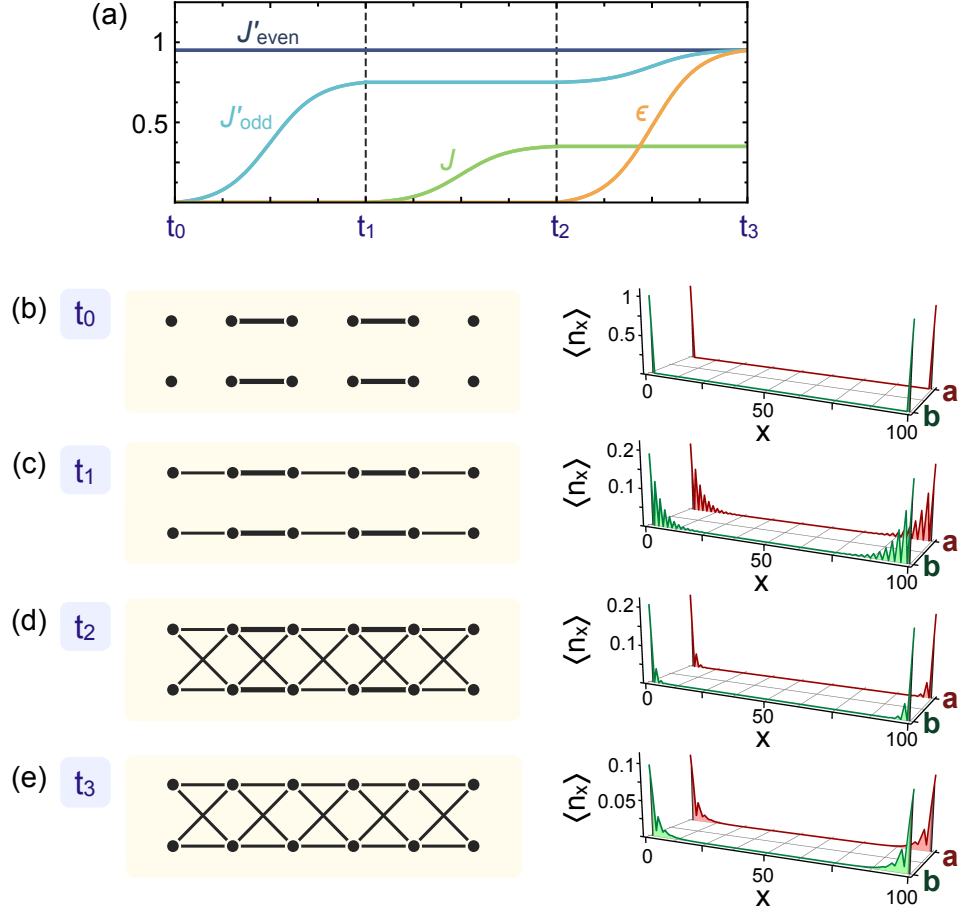 (a)
1
0.5
J′even
J′odd
J
ϵ
t0 t1 t2 t3
(b) t0
⟨nx⟩
1
0.5
0 50 100
x
a
b
(c) t1
⟨nx⟩
0.2
0.1
0 50 100
x
a
b
(d) t2
⟨nx⟩
0.2
0.1
0 50 100
x
a
b
(e) t3
⟨nx⟩
0.1
0.05
0 50 100
x
a
b